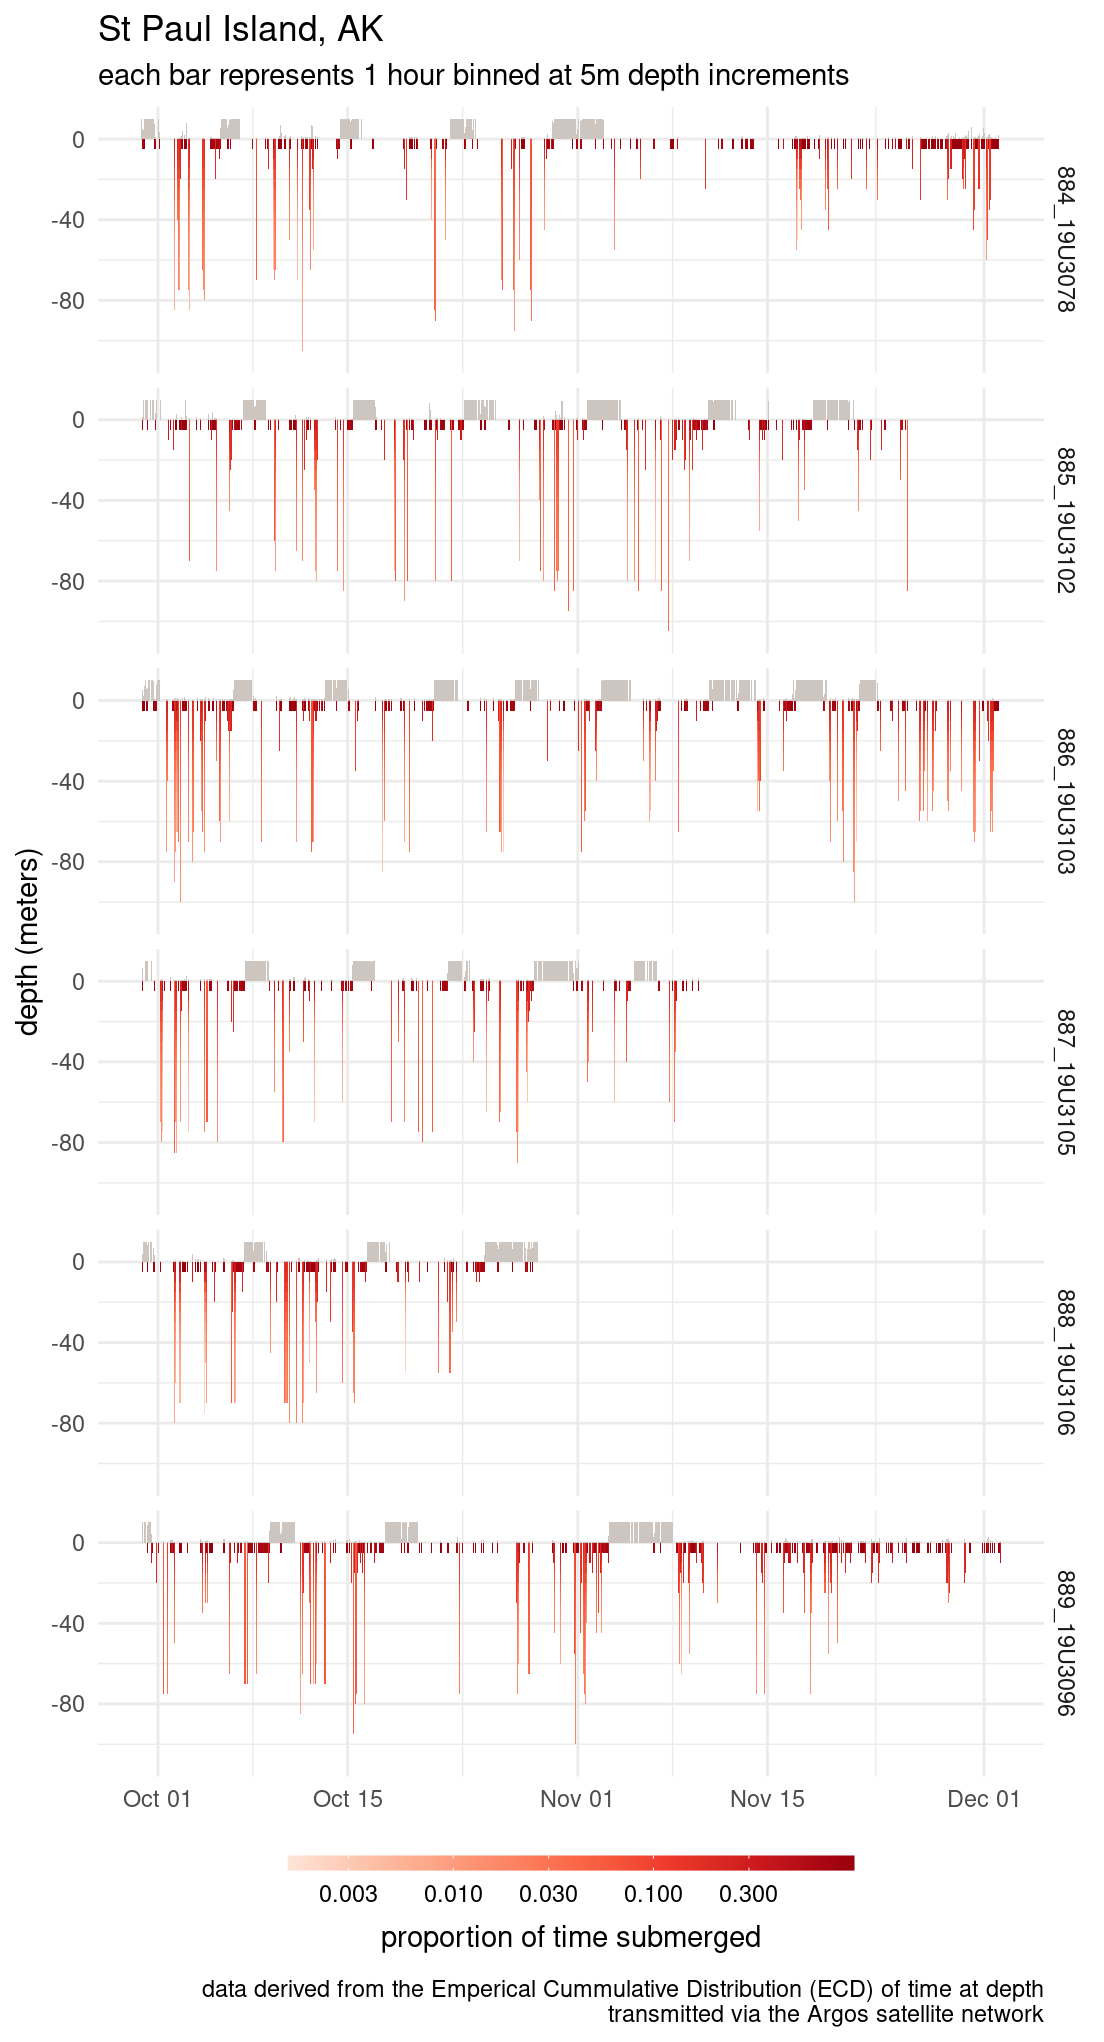 St Paul Island, AK
each bar represents 1 hour binned at 5m depth increments
depth (meters)
0
-40
-80
884_19U3078
0
-40
-80
885_19U3102
0
-40
-80
886_19U3103
0
-40
-80
887_19U3105
0
-40
-80
888_19U3106
0
-40
-80
889_19U3096
Oct 01 Oct 15 Nov 01 Nov 15 Dec 01
0.003 0.010 0.030 0.100 0.300
proportion of time submerged
data derived from the Emperical Cummulative Distribution (ECD) of time at depth
transmitted via the Argos satellite network